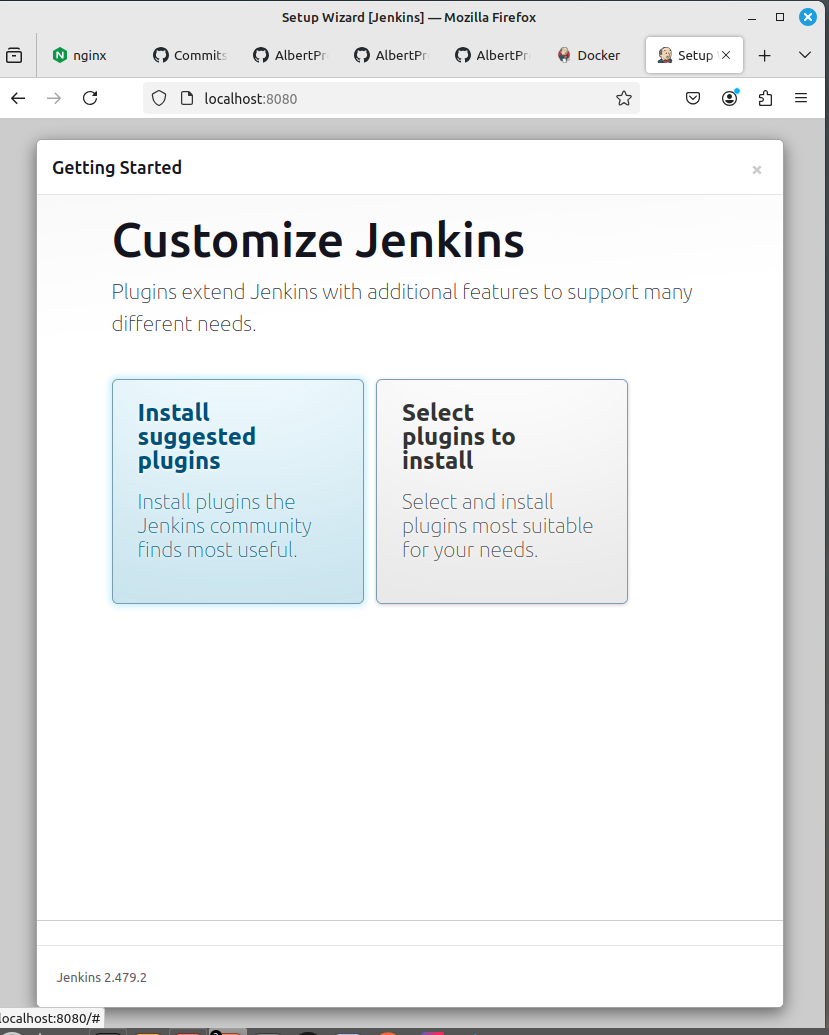 Setup Wizard [Jenkins] — Mozilla Firefox
nginx
Commits
AlbertPr
AlbertPr
AlbertPr
Docker
Setup
localhost:8080
Getting Started
Customize Jenkins
Plugins extend Jenkins with additional features to support many
different needs.
Install
suggested
plugins
Install plugins the
Jenkins community
finds most useful.
Select
plugins to
install
Select and install
plugins most suitable
for your needs.
Jenkins 2.479.2
localhost:8080/#